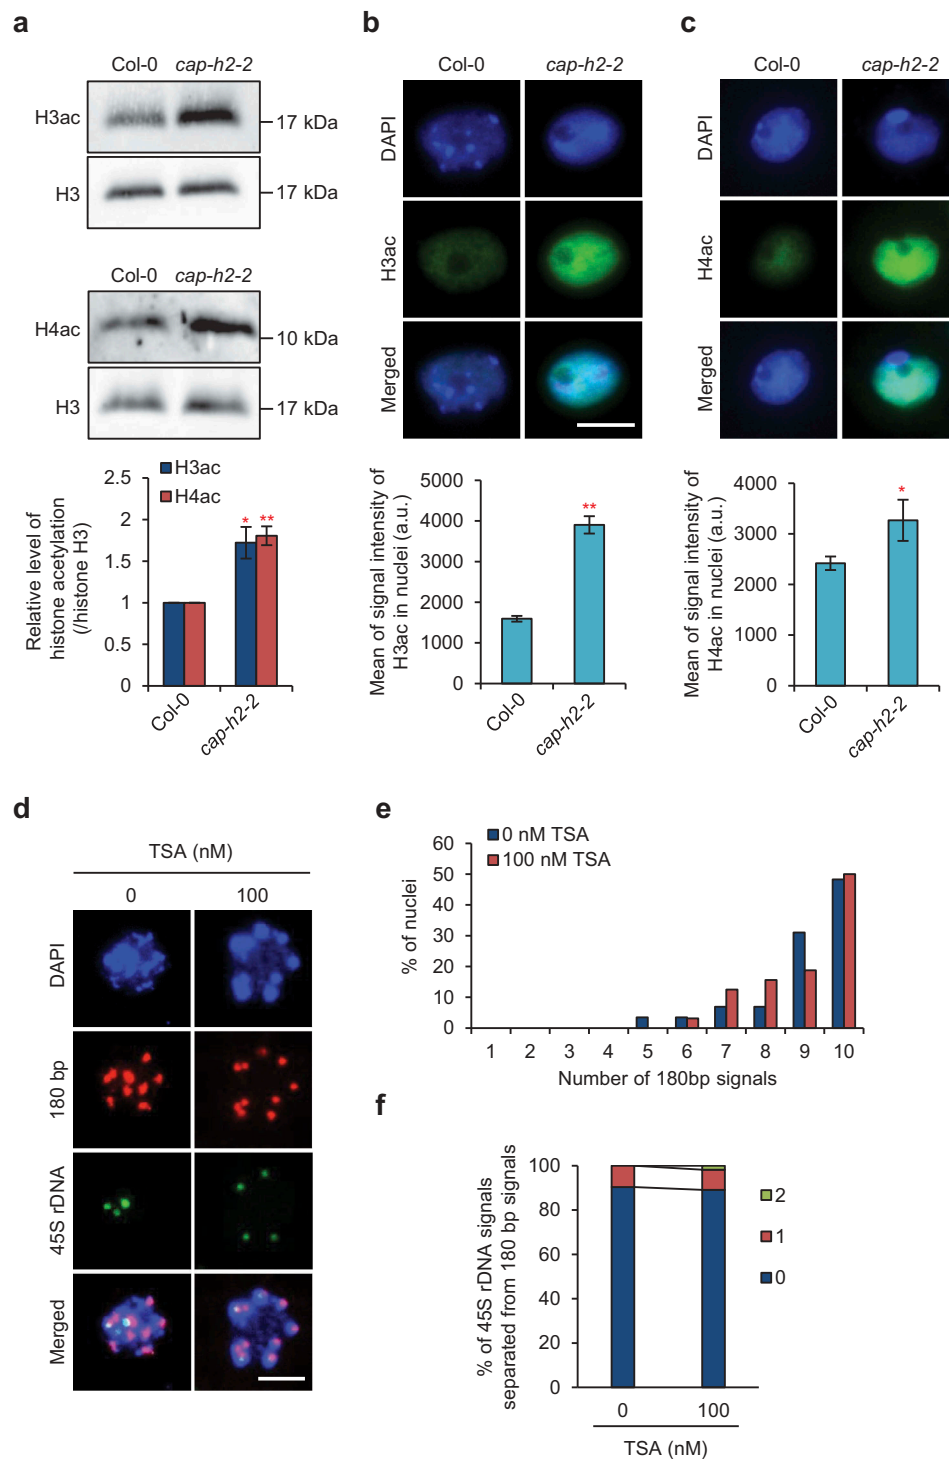 a
Col-0 cap-h2-2
H3ac
17 kDa
H3
17 kDa
Col-0 cap-h2-2
H4ac
10 kDa
H3
17 kDa
H3ac
H4ac
Relative level of
histone acetylation
(/histone H3)
2.5
2
1.5
1
0.5
0
* **
Col-0
cap-h2-2
b
Col-0 cap-h2-2
DAPI
H3ac
Merged
Mean of signal intensity of
H3ac in nuclei (a.u.)
5000
4000
3000
2000
1000
0
**
Col-0
cap-h2-2
c
Col-0 cap-h2-2
DAPI
H4ac
Merged
Mean of signal intensity of
H4ac in nuclei (a.u.)
4000
3000
2000
1000
0
*
Col-0
cap-h2-2
d
TSA (nM)
0 100
DAPI
180 bp
45S rDNA
Merged
e
0 nM TSA
100 nM TSA
% of nuclei
60
50
40
30
20
10
0
1 2 3 4 5 6 7 8 9 10
Number of 180bp signals
f
% of 45S rDNA signals
separated from 180 bp signals
100
80
60
40
20
0
2
1
0
0 100
TSA (nM)